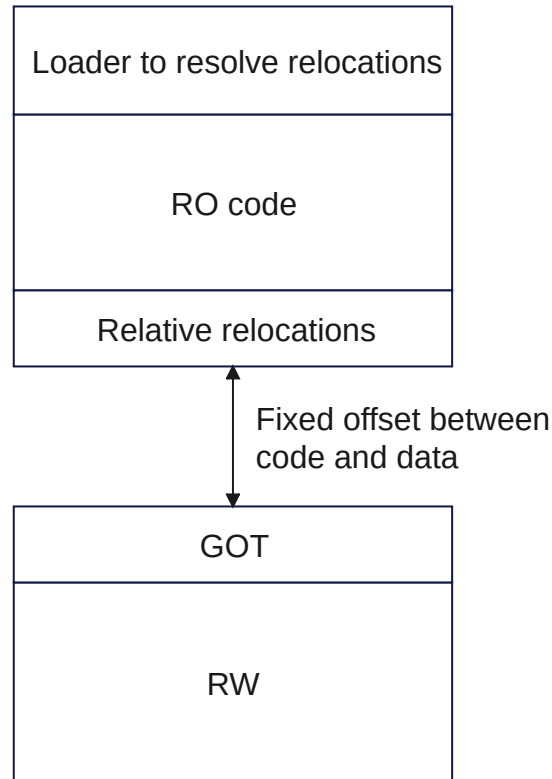 Loader to resolve relocations
RO code
Relative relocations
Fixed offset between
code and data
GOT
RW